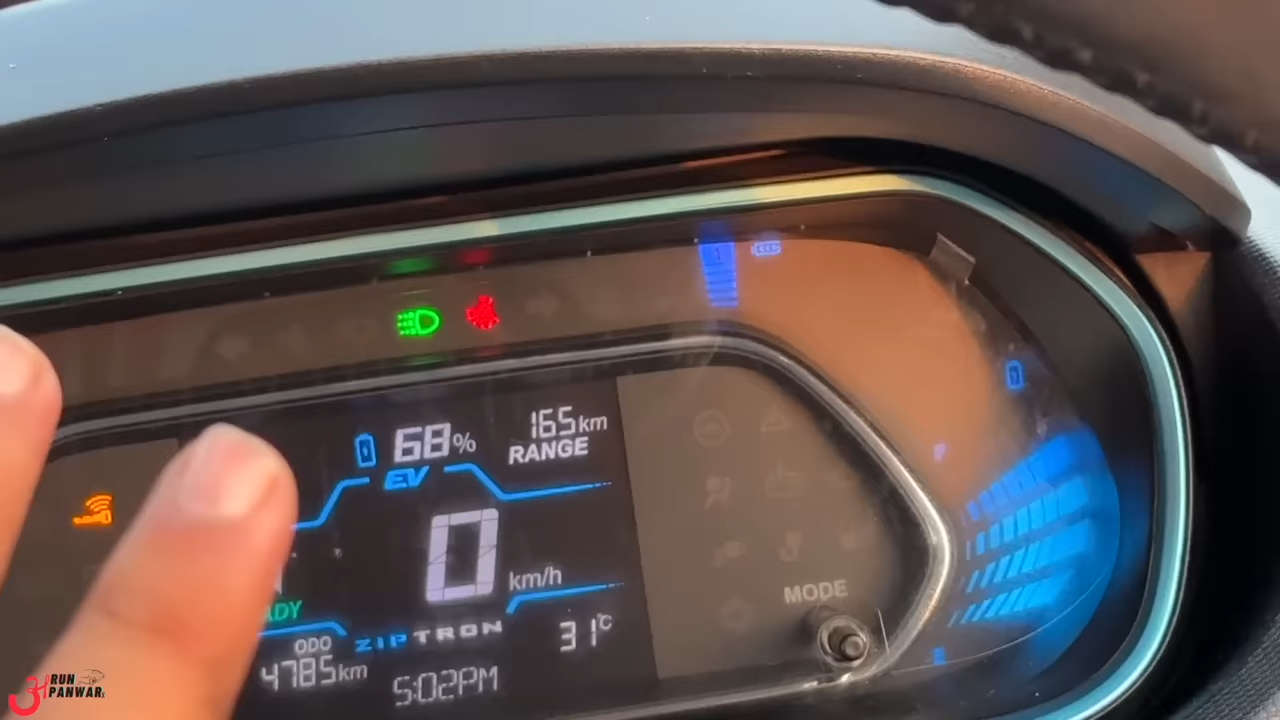 68%
165km
RANGE
EV
0
km/h
ADY
ZIPTRON
ODO
4785km
31°C
5:02PM
MODE
F
E
RUN
PANWAR